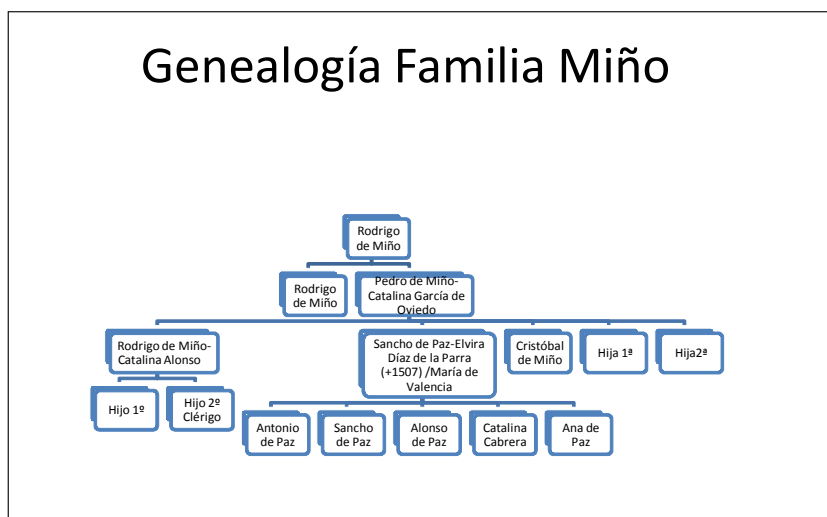 Genealogía Familia Miño
Rodrigo
de Miño
Rodrigo
de Miño
Pedro de Miño-
Catalina García de
Oviedo
Rodrigo de Miño-
Catalina Alonso
Sancho de Paz-Elvira
Díaz de la Parra
(+1507) /María de
Valencia
Cristóbal
de Miño
Hija 1ª
Hija2ª
Hijo 1º
Hijo 2º
Clérigo
Antonio
de Paz
Sancho
de Paz
Alonso
de Paz
Catalina
Cabrera
Ana de
Paz